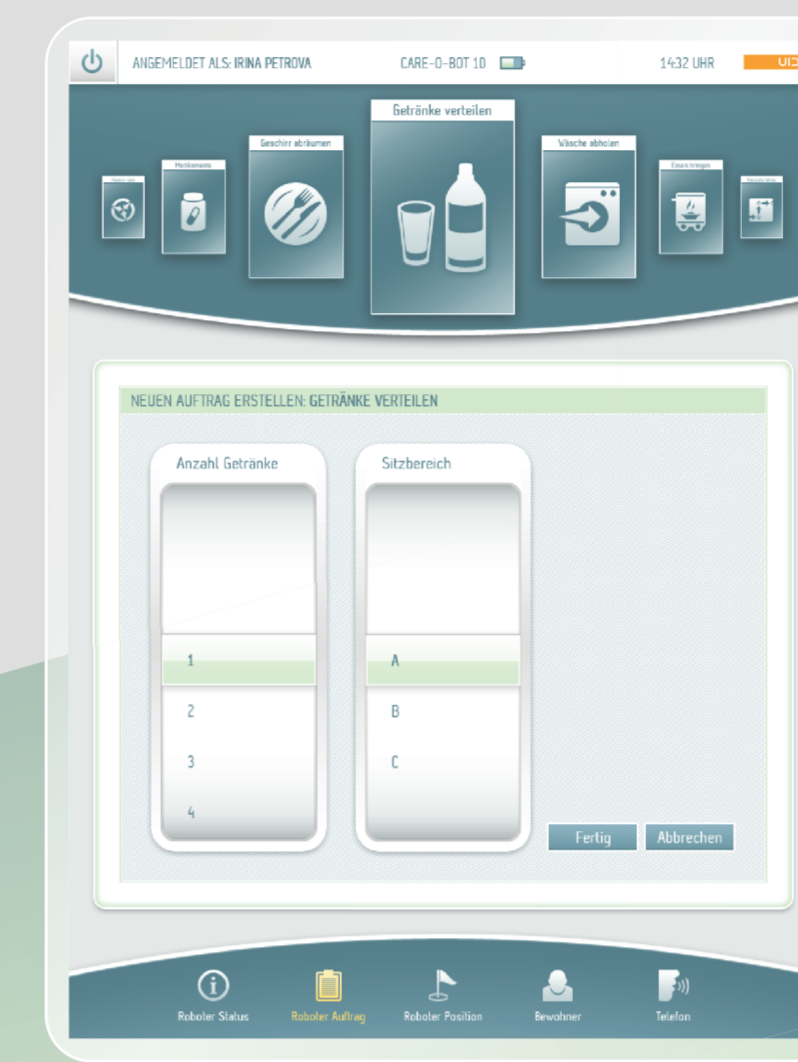 ANGEMELDET ALS: IRINA PETROVA
CARE-O-BOT 10
14:32 UHR
Medikamente
Geschirr abräumen
Getränke verteilen
Wäsche abholen
Essen bringen
NEUEN AUFTRAG ERSTELLEN: GETRÄNKE VERTEILEN
Anzahl Getränke
Sitzbereich
1
A
2
B
3
C
4
Fertig
Abbrechen
Roboter Status
Roboter Auftrag
Roboter Position
Bewohner
Telefon